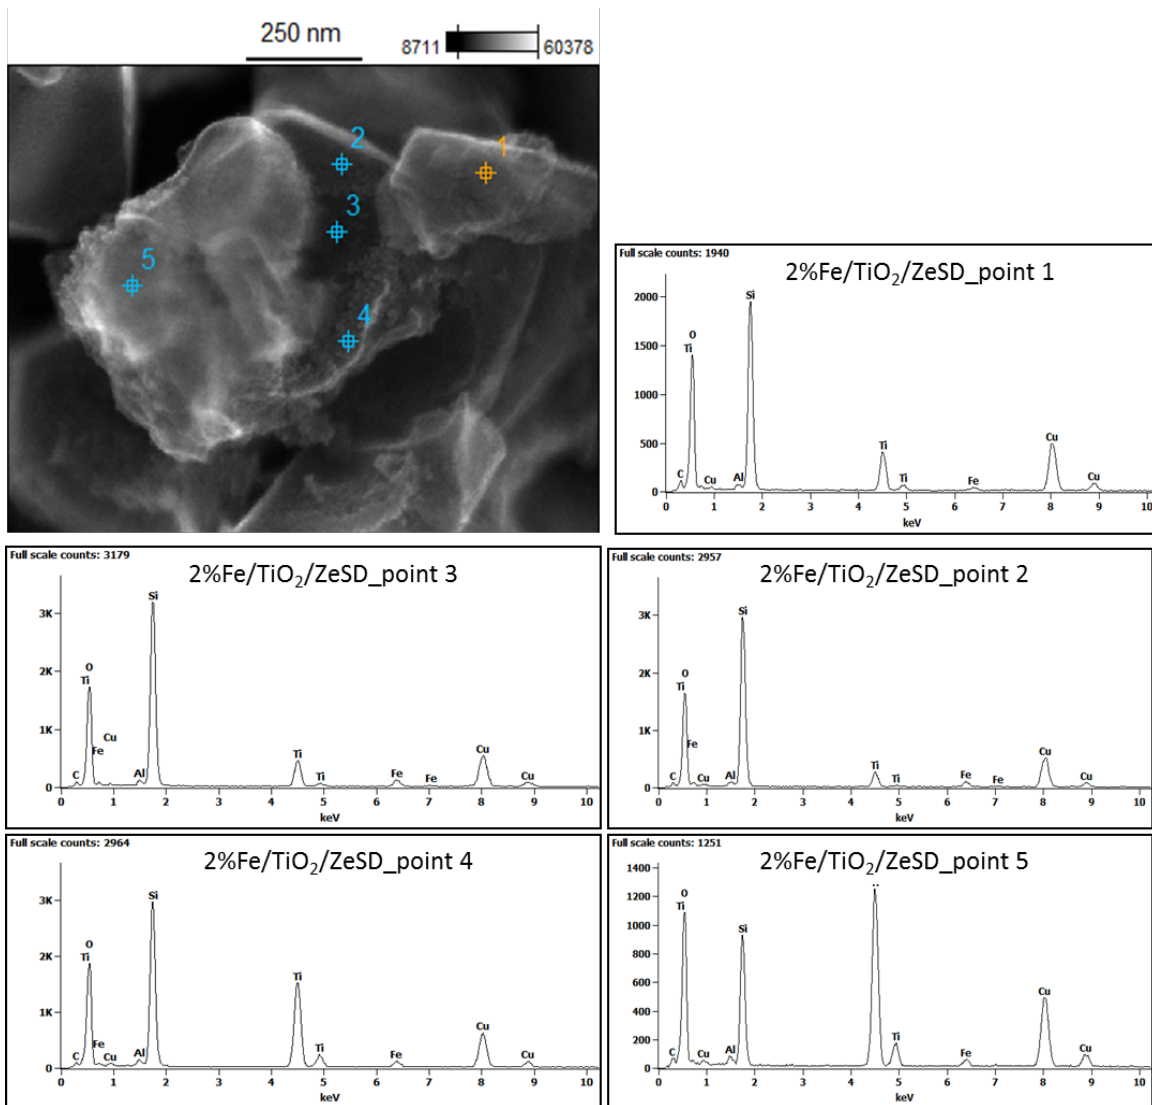 250 nm
8711 60378
2
1
3
5
4
Full scale counts: 1940
2%Fe/TiO₂/ZeSD_point 1
2000
1500
1000
500
0
Si
O
Ti
C
Cu
Al
Ti
Ti
Fe
Cu
Cu
0 1 2 3 4 5 6 7 8 9 10
keV
Full scale counts: 3179
2%Fe/TiO₂/ZeSD_point 3
3K
2K
1K
0
Si
O
Ti
Cu
Fe
C
Al
Ti
Ti
Fe
Fe
Cu
Cu
0 1 2 3 4 5 6 7 8 9 10
keV
Full scale counts: 2957
2%Fe/TiO₂/ZeSD_point 2
3K
2K
1K
0
Si
O
Ti
Fe
C
Cu
Al
Ti
Ti
Fe
Fe
Cu
Cu
0 1 2 3 4 5 6 7 8 9 10
keV
Full scale counts: 2964
2%Fe/TiO₂/ZeSD_point 4
3K
2K
1K
0
Si
O
Ti
Fe
C
Cu
Al
Ti
Ti
Fe
Cu
Cu
0 1 2 3 4 5 6 7 8 9 10
keV
Full scale counts: 1251
2%Fe/TiO₂/ZeSD_point 5
1400
1200
1000
800
600
400
200
0
O
Ti
Si
C
Cu
Al
Ti
Fe
Cu
Cu
0 1 2 3 4 5 6 7 8 9 10
keV